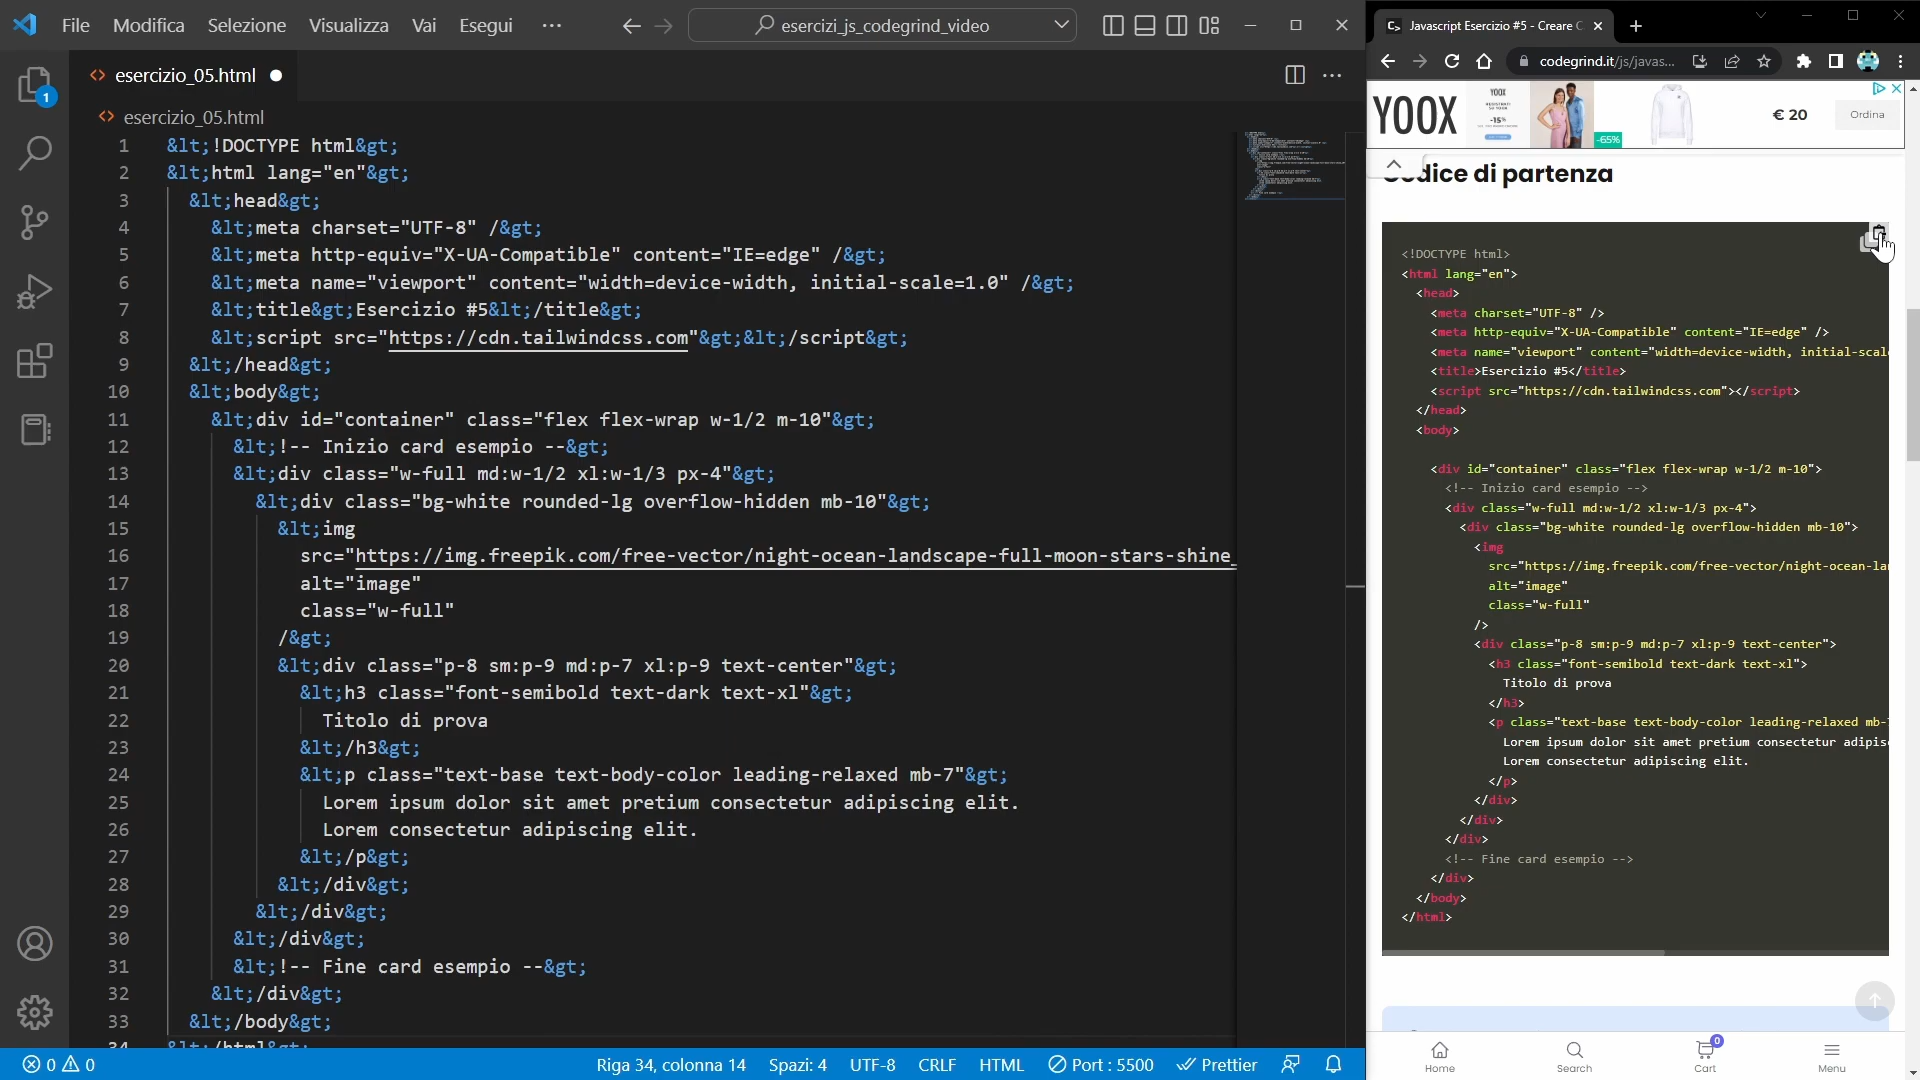 File Modifica Selezione Visualizza Vai Esegui ···
esercizi_js_codegrind_video
esercizio_05.html
esercizio_05.html
1
1 &lt;!DOCTYPE html&gt;
2 &lt;html lang="en"&gt;
3 &lt;head&gt;
4 &lt;meta charset="UTF-8" /&gt;
5 &lt;meta http-equiv="X-UA-Compatible" content="IE=edge" /&gt;
6 &lt;meta name="viewport" content="width=device-width, initial-scale=1.0" /&gt;
7 &lt;title&gt;Esercizio #5&lt;/title&gt;
8 &lt;script src="https://cdn.tailwindcss.com"&gt;&lt;/script&gt;
9 &lt;/head&gt;
10 &lt;body&gt;
11 &lt;div id="container" class="flex flex-wrap w-1/2 m-10"&gt;
12 &lt;!-- Inizio card esempio --&gt;
13 &lt;div class="w-full md:w-1/2 xl:w-1/3 px-4"&gt;
14 &lt;div class="bg-white rounded-lg overflow-hidden mb-10"&gt;
15 &lt;img
16 src="https://img.freepik.com/free-vector/night-ocean-landscape-full-moon-stars-shine_
17 alt="image"
18 class="w-full"
19 /&gt;
20 &lt;div class="p-8 sm:p-9 md:p-7 xl:p-9 text-center"&gt;
21 &lt;h3 class="font-semibold text-dark text-xl"&gt;
22 Titolo di prova
23 &lt;/h3&gt;
24 &lt;p class="text-base text-body-color leading-relaxed mb-7"&gt;
25 Lorem ipsum dolor sit amet pretium consectetur adipiscing elit.
26 Lorem consectetur adipiscing elit.
27 &lt;/p&gt;
28 &lt;/div&gt;
29 &lt;/div&gt;
30 &lt;/div&gt;
31 &lt;!-- Fine card esempio --&gt;
32 &lt;/div&gt;
33 &lt;/body&gt;
34 &lt;/html&gt;
0 0 Riga 34, colonna 14 Spazi: 4 UTF-8 CRLF HTML Port : 5500 Prettier
Javascript Esercizio #5 - Creare C
codegrind.it/js/javas...
YOOX YOOX -15% -65% € 20 Ordina
Codice di partenza
<!DOCTYPE html>
<html lang="en">
<head>
<meta charset="UTF-8" />
<meta http-equiv="X-UA-Compatible" content="IE=edge" />
<meta name="viewport" content="width=device-width, initial-scal
<title>Esercizio #5</title>
<script src="https://cdn.tailwindcss.com"></script>
</head>
<body>
<div id="container" class="flex flex-wrap w-1/2 m-10">
<!-- Inizio card esempio -->
<div class="w-full md:w-1/2 xl:w-1/3 px-4">
<div class="bg-white rounded-lg overflow-hidden mb-10">
<img
src="https://img.freepik.com/free-vector/night-ocean-la
alt="image"
class="w-full"
/>
<div class="p-8 sm:p-9 md:p-7 xl:p-9 text-center">
<h3 class="font-semibold text-dark text-xl">
Titolo di prova
</h3>
<p class="text-base text-body-color leading-relaxed mb-
Lorem ipsum dolor sit amet pretium consectetur adipis
Lorem consectetur adipiscing elit.
</p>
</div>
</div>
</div>
<!-- Fine card esempio -->
</div>
</body>
</html>
0
Home Search Cart Menu